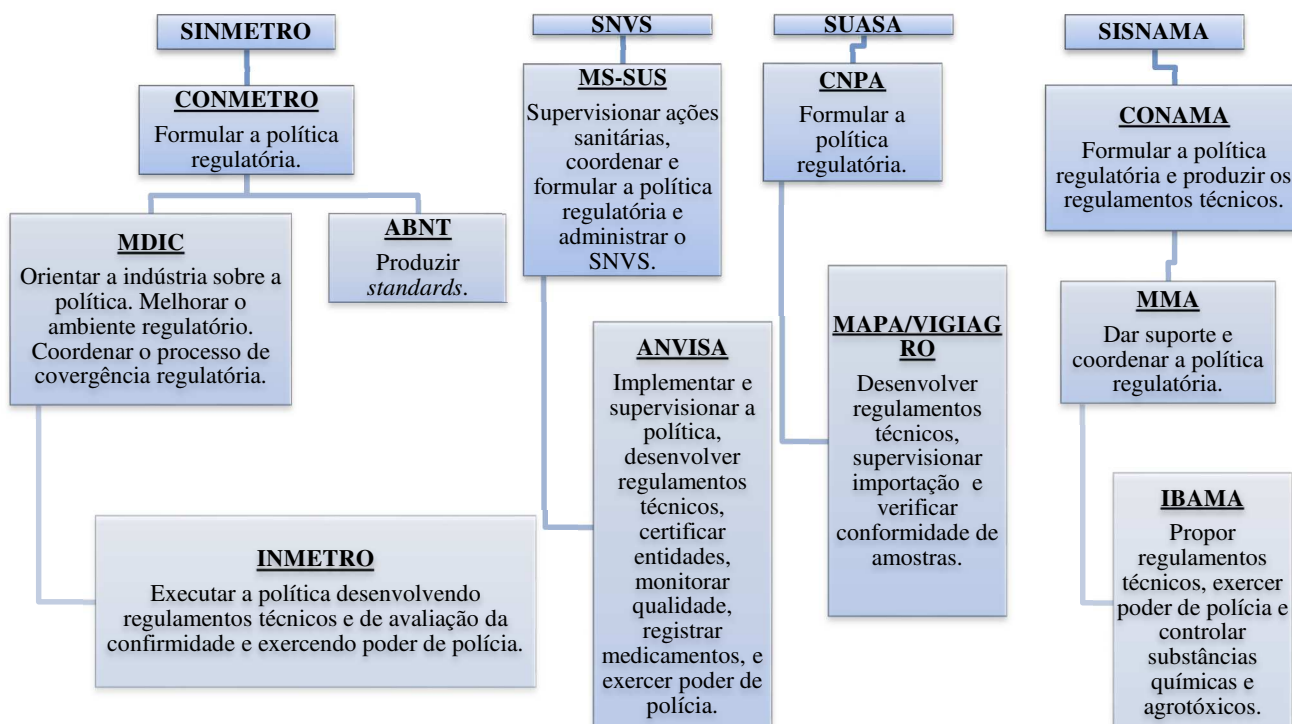 SINMETRO
CONMETRO
Formular a política
regulatória.
MDIC
Orientar a indústria sobre a
política. Melhorar o
ambiente regulatório.
Coordenar o processo de
covergência regulatória.
ABNT
Produzir
standards.
INMETRO
Executar a política desenvolvendo
regulamentos técnicos e de avaliação da
confirmidade e exercendo poder de polícia.
SNVS
MS-SUS
Supervisionar ações
sanitárias,
coordenar e
formular a política
regulatória e
administrar o
SNVS.
ANVISA
Implementar e
supervisionar a
política,
desenvolver
regulamentos
técnicos,
certificar
entidades,
monitorar
qualidade,
registrar
medicamentos, e
exercer poder de
polícia.
SUASA
CNPA
Formular a
política
regulatória.
MAPA/VIGIAG
RO
Desenvolver
regulamentos
técnicos,
supervisionar
importação e
verificar
conformidade de
amostras.
SISNAMA
CONAMA
Formular a política
regulatória e produzir os
regulamentos técnicos.
MMA
Dar suporte e
coordenar a política
regulatória.
IBAMA
Propor
regulamentos
técnicos, exercer
poder de polícia e
controlar
substâncias
químicas e
agrotóxicos.